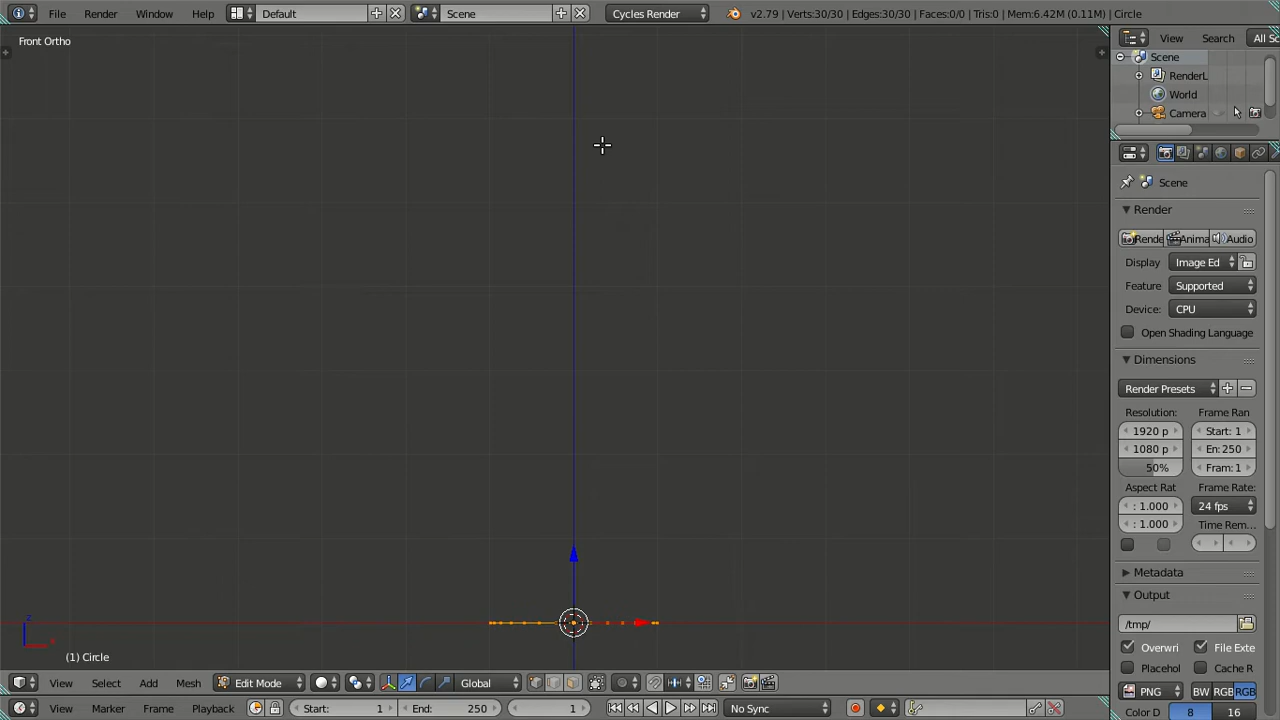 File Render Window Help Default Scene Cycles Render v2.79 | Verts:30/30 | Edges:30/30 | Faces:0/0 | Tris:0 | Mem:6.42M (0.11M) | Circle
Front Ortho
View Search All Sc
Scene
RenderL
World
Camera
Scene
Render
Rende Anima Audio
Display Image Ed
Feature Supported
Device: CPU
Open Shading Language
Dimensions
Render Presets
Resolution: Frame Ran
1920 p Start: 1
1080 p En: 250
50% Fram: 1
Aspect Rat Frame Rate:
: 1.000 24 fps
: 1.000 Time Rem...
Metadata
Output
/tmp/
Overwri File Exte
Placehol Cache R
PNG BW RGB RGB
Color D 8 16
z
x
(1) Circle
View Select Add Mesh Edit Mode Global
View Marker Frame Playback Start: 1 End: 250 1 No Sync